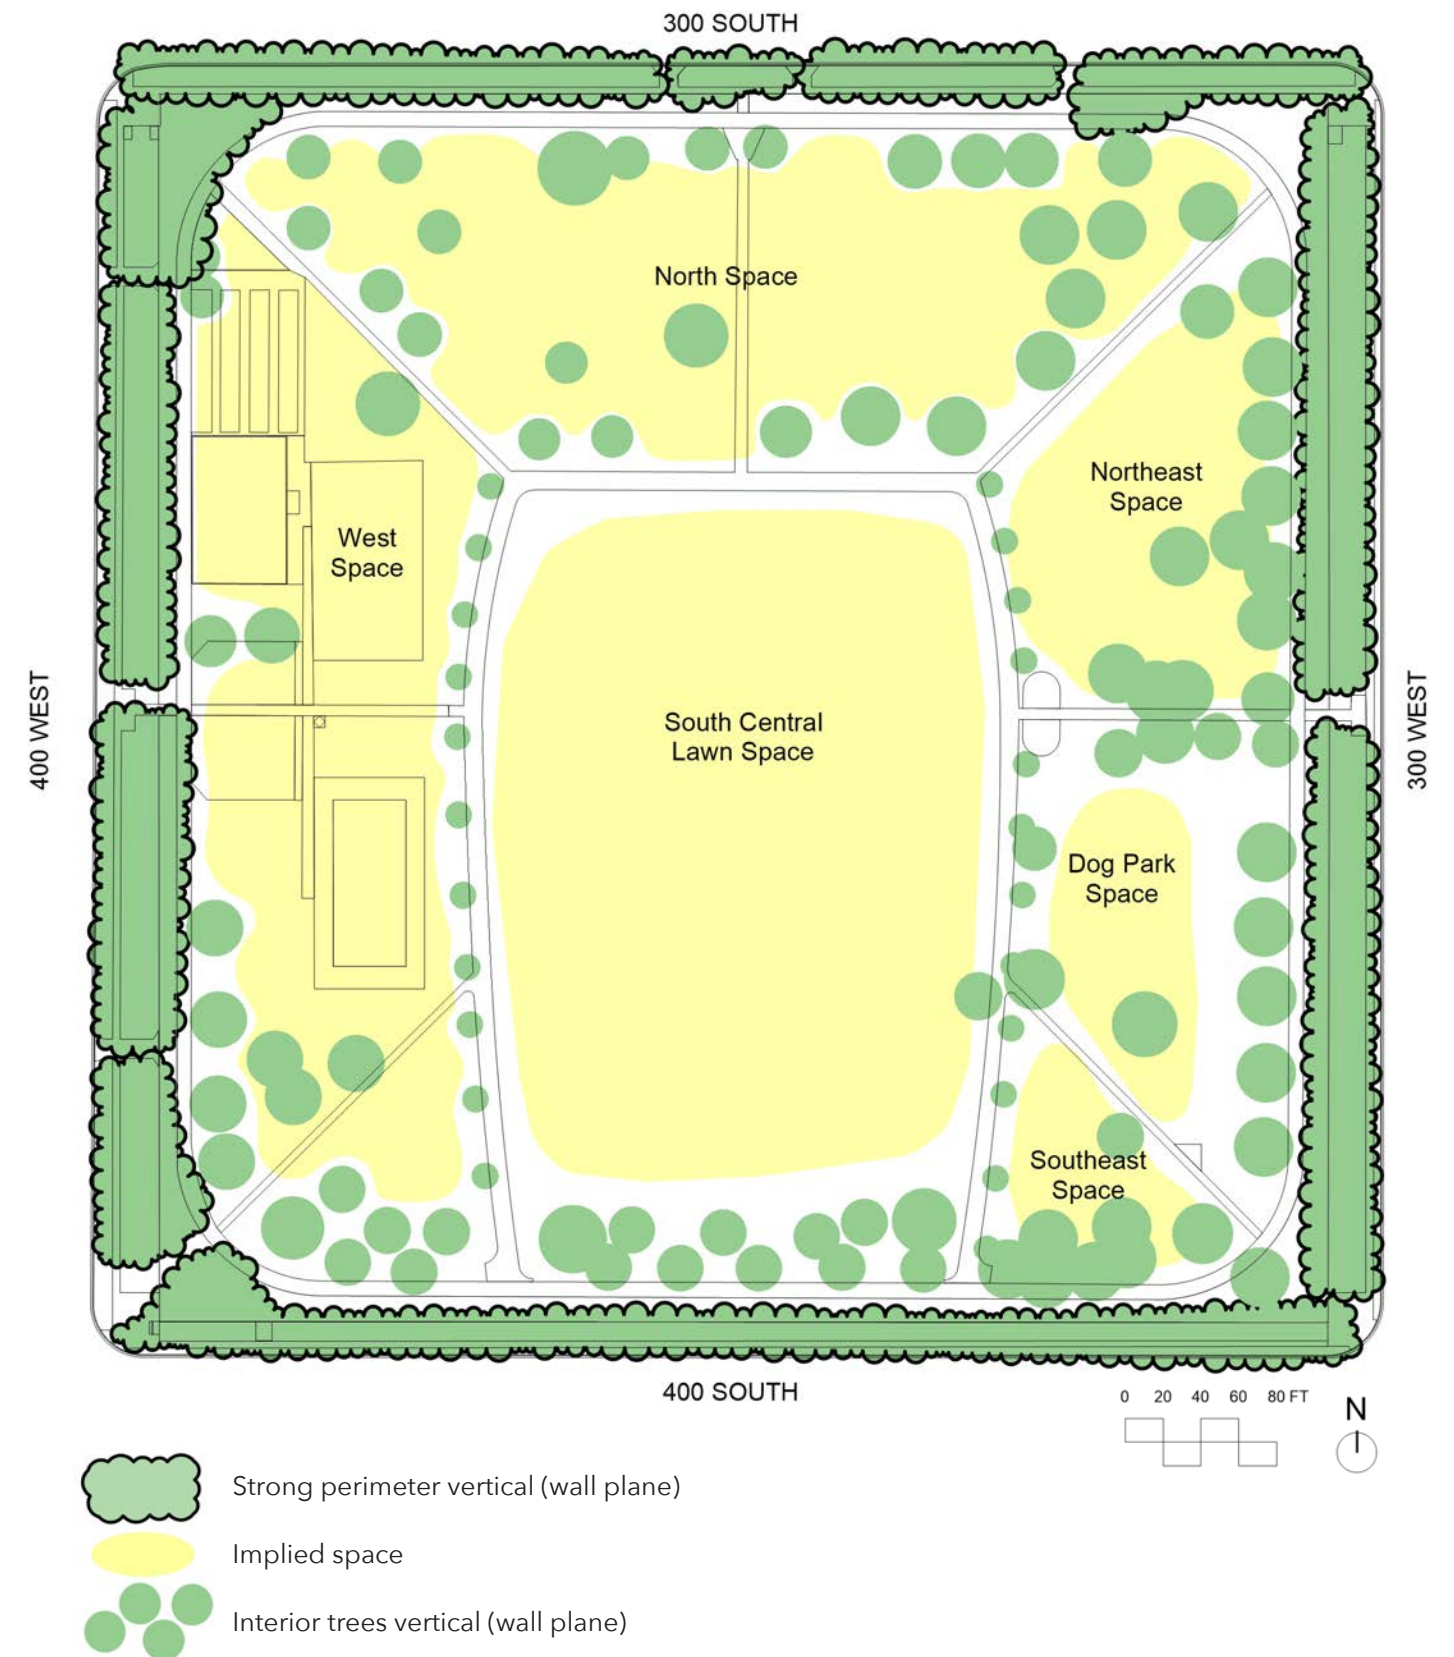 300 SOUTH
North Space
Northeast
Space
West
Space
400 WEST
300 WEST
South Central
Lawn Space
Dog Park
Space
Southeast
Space
400 SOUTH
0 20 40 60 80 FT
N
Strong perimeter vertical (wall plane)
Implied space
Interior trees vertical (wall plane)